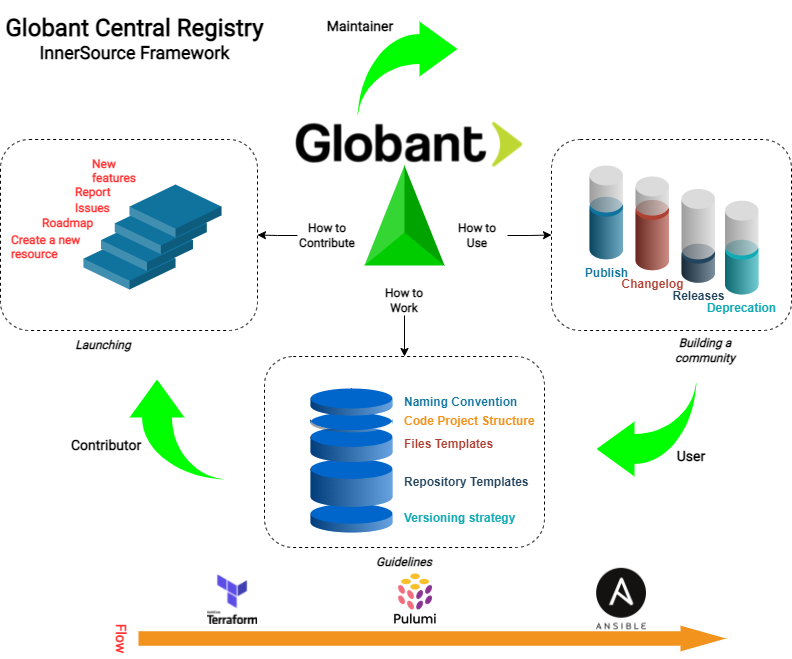 Globant Central Registry
InnerSource Framework
Maintainer
Globant
New
features
Report
Issues
Roadmap
Create a new
resource
How to
Contribute
How to
Use
How to
Work
Publish
Changelog
Releases
Deprecation
Launching
Building a
community
Naming Convention
Code Project Structure
Files Templates
Repository Templates
Versioning strategy
Contributor
User
Guidelines
Terraform
Pulumi
ANSIBLE
Flow